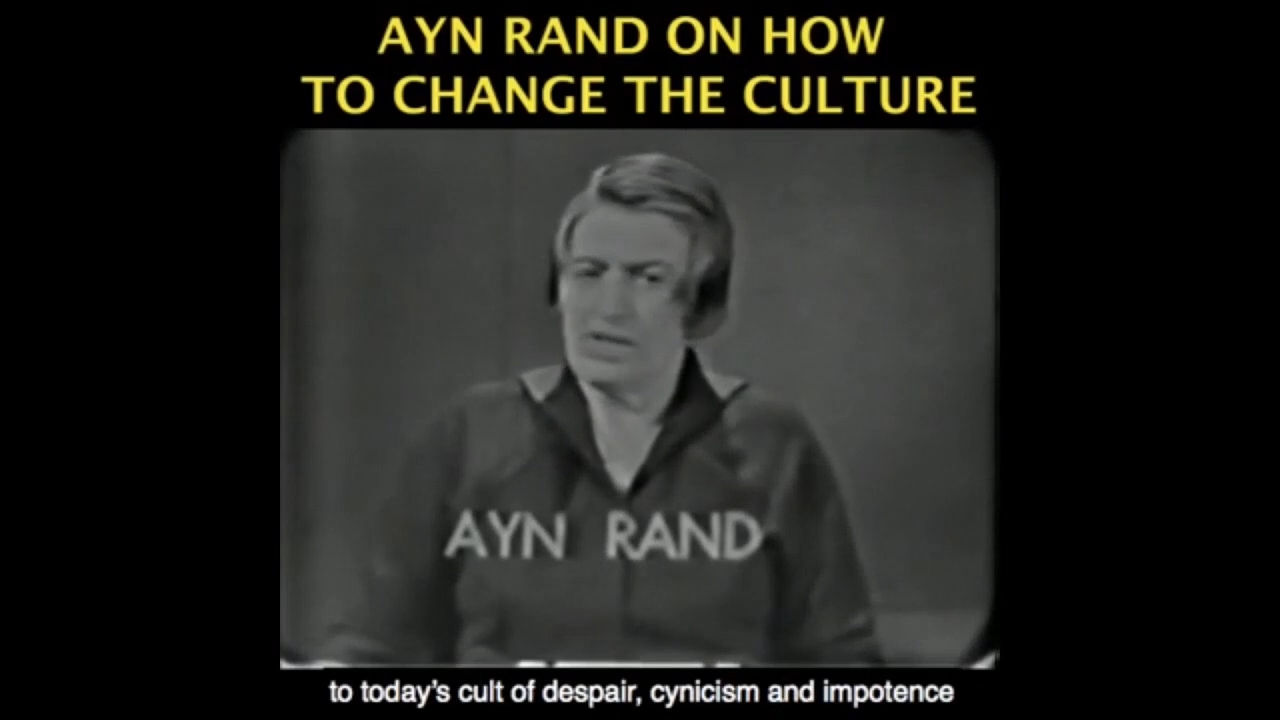 AYN RAND ON HOW
TO CHANGE THE CULTURE
AYN RAND
to today's cult of despair, cynicism and impotence